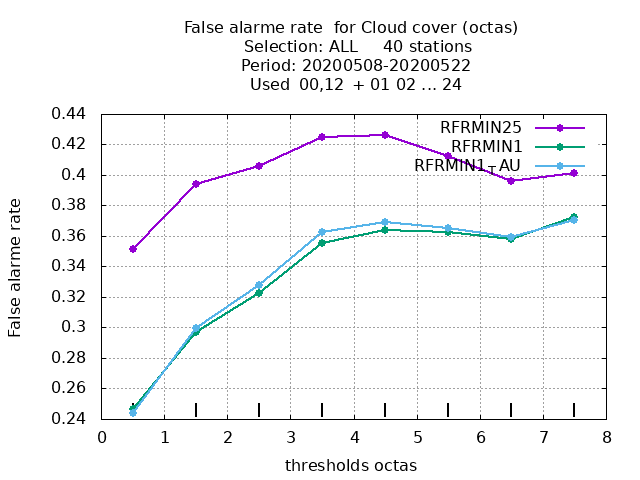 False alarme rate  for Cloud cover (octas)
Selection: ALL     40 stations
Period: 20200508-20200522
Used  00,12  + 01 02 ... 24
RFRMIN25
RFRMIN1
RFRMIN1TAU
0.44
0.42
0.4
0.38
0.36
0.34
0.32
0.3
0.28
0.26
0.24
False alarme rate
0 1 2 3 4 5 6 7 8
thresholds octas